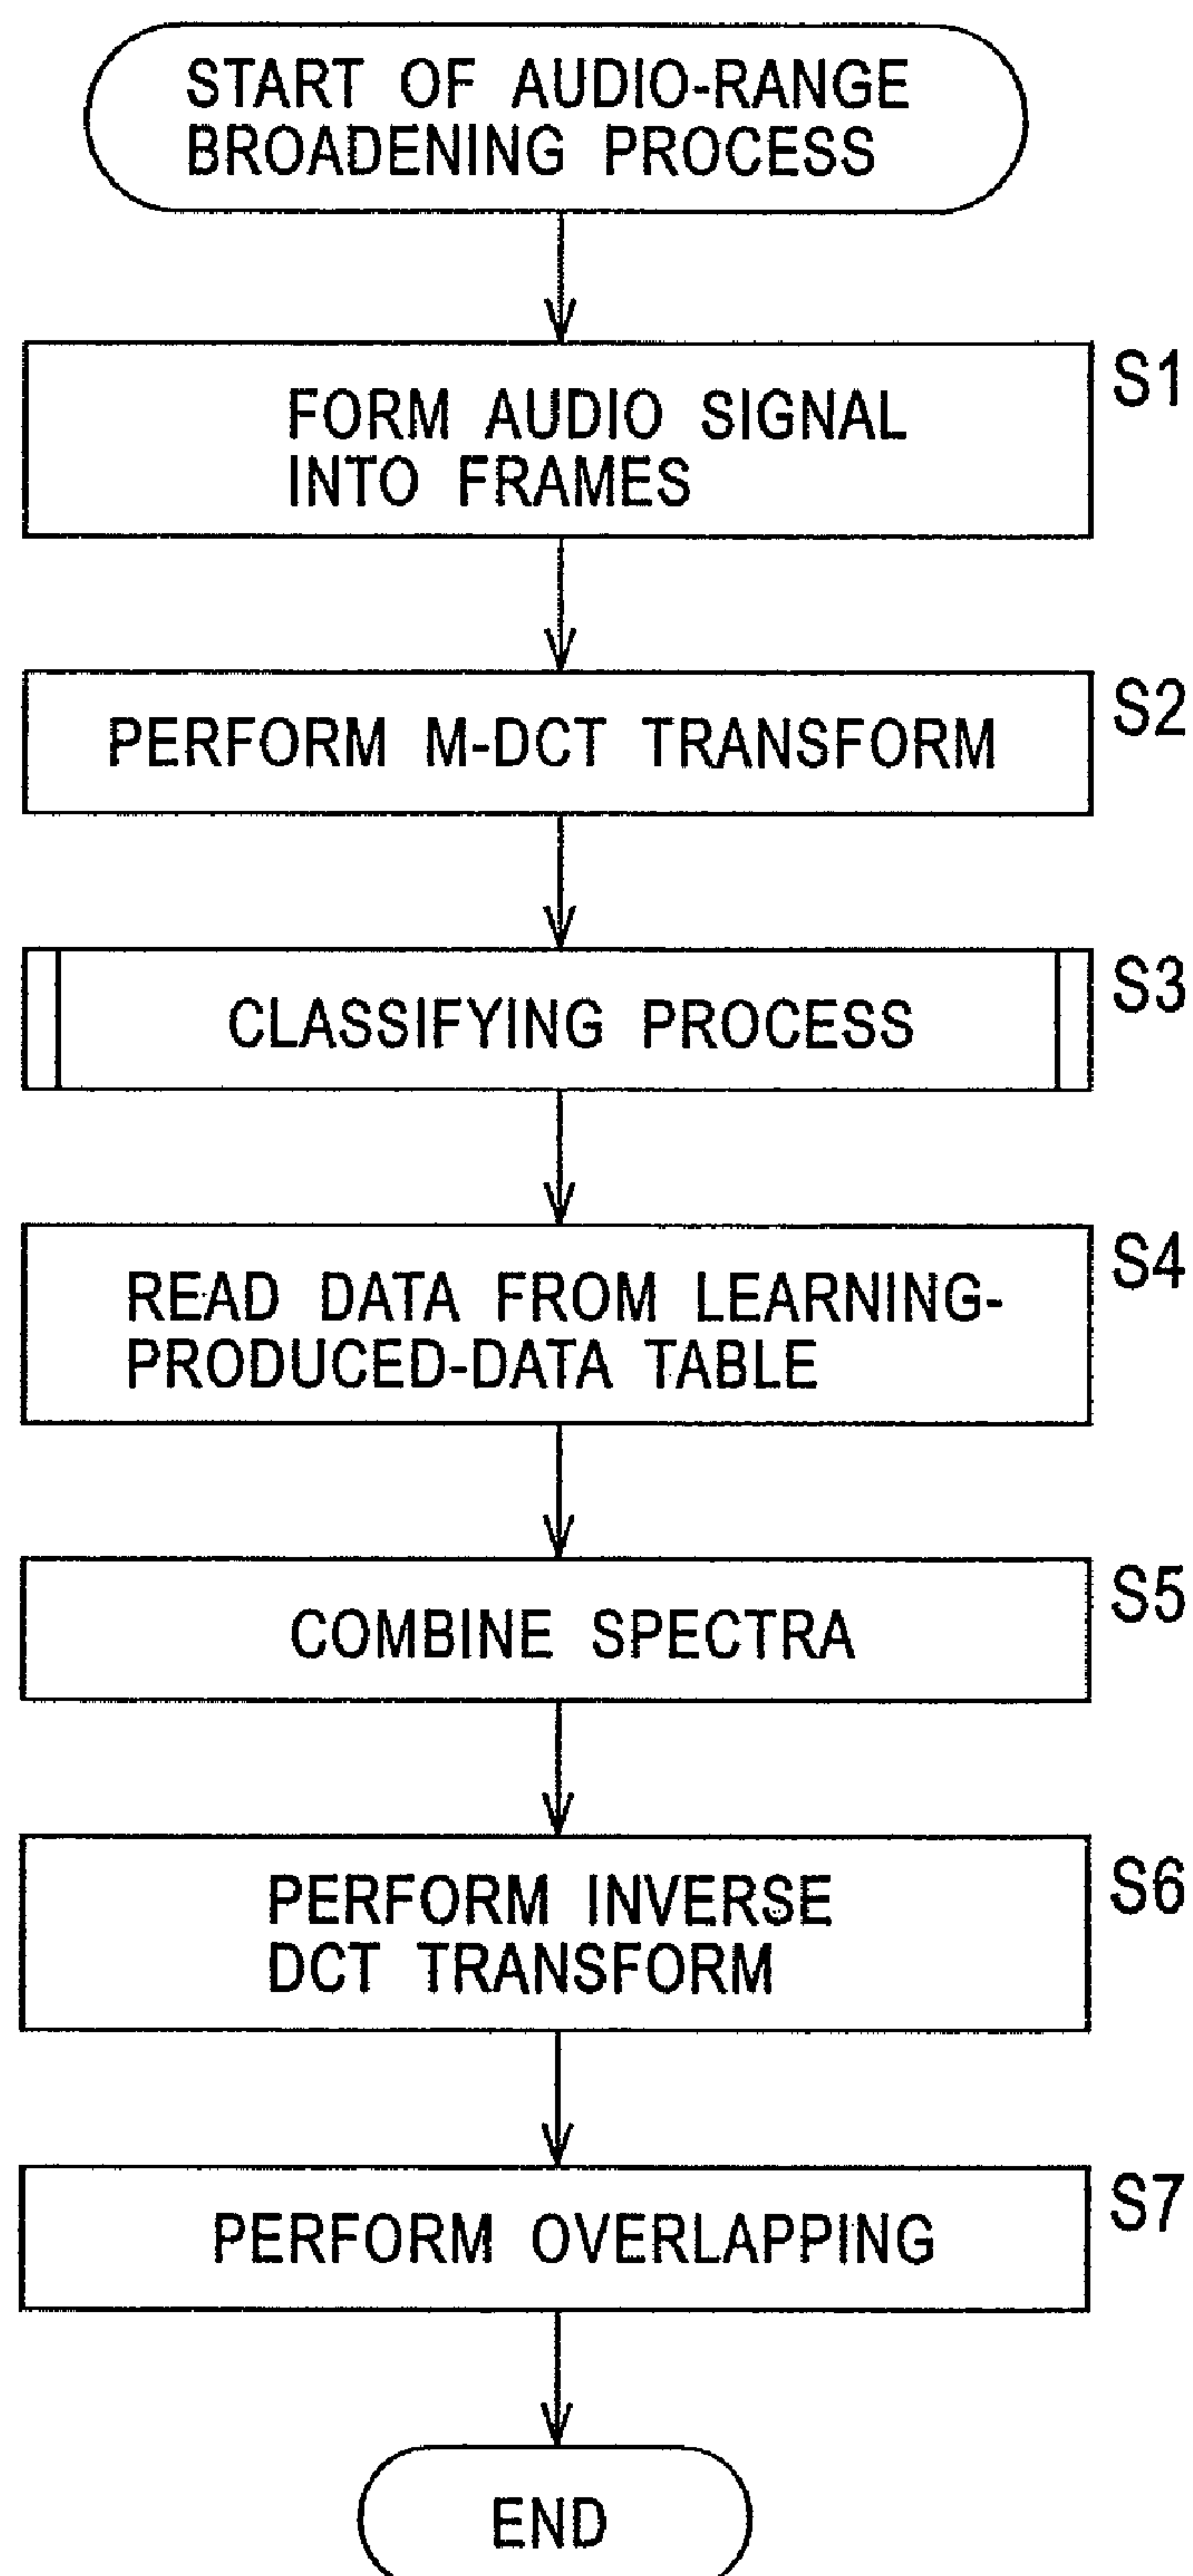 START OF AUDIO-RANGE
BROADENING PROCESS
S1
FORM AUDIO SIGNAL
INTO FRAMES
S2
PERFORM M-DCT TRANSFORM
S3
CLASSIFYING PROCESS
S4
READ DATA FROM LEARNING-
PRODUCED-DATA TABLE
S5
COMBINE SPECTRA
S6
PERFORM INVERSE
DCT TRANSFORM
S7
PERFORM OVERLAPPING
END